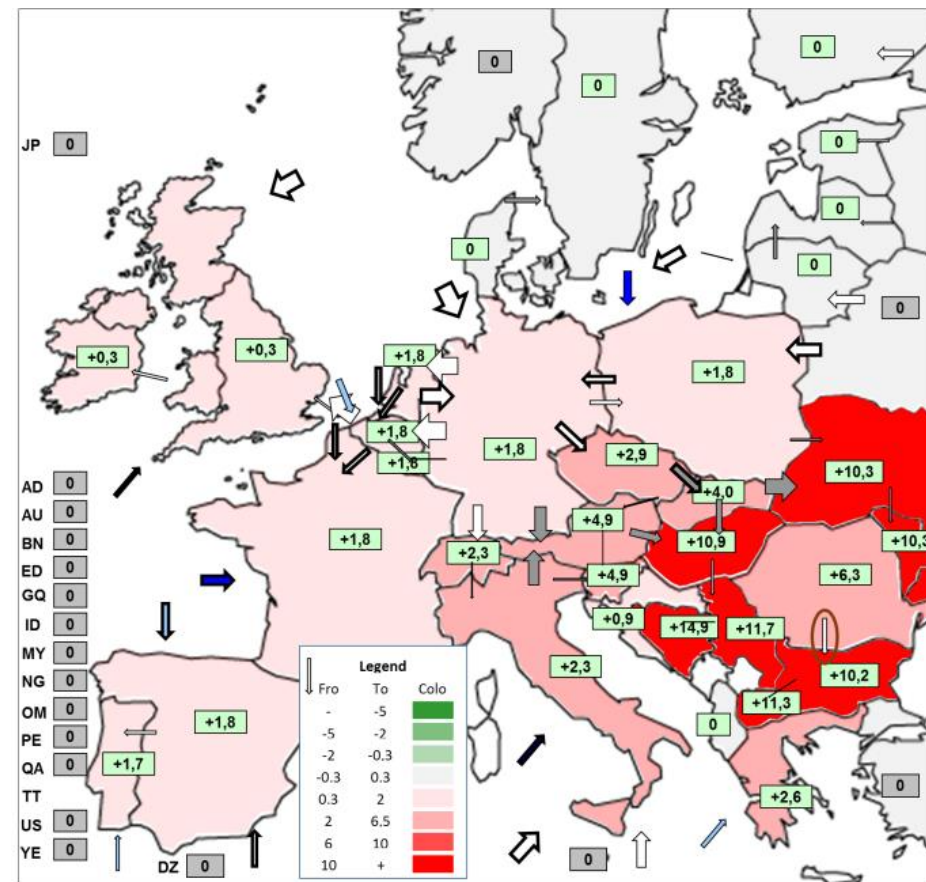 0
0
0
JP 0
0
0
0
0
0
+0,3
+0,3
+1,8
+1,8
+1,8
+1,8
+1,8
+2,9
+10,3
AD 0
+4,0
AU 0
+4,9
BN 0
+1,8
+2,3
+10,9
+10,3
ED 0
+4,9
+6,3
GQ 0
+0,9
ID 0
+14,9
+11,7
MY 0
Legend
+2,3
+10,2
NG 0
Fro To Colo
+11,3
OM 0
- -5
+1,8
0
PE 0
-5 -2
QA 0
+1,7
-2 -0.3
0
TT
-0.3 0.3
US 0
0.3 2
+2,6
YE 0
2 6.5
DZ 0
6 10
0
10 +